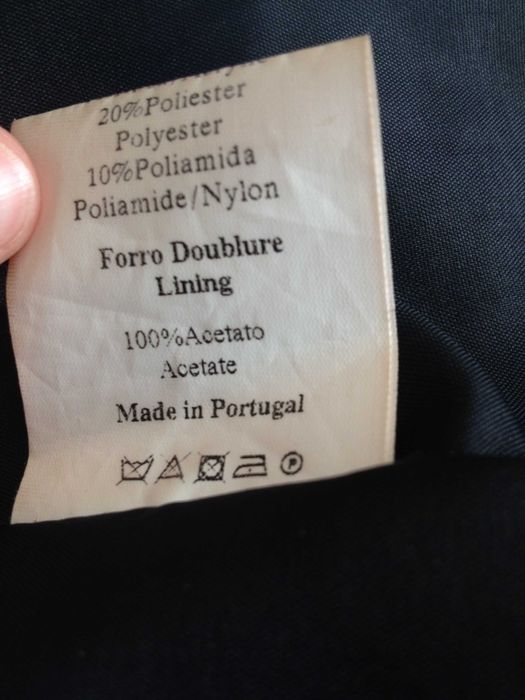 20%Poliester
Polyester
10%Poliamida
Poliamide/Nylon
Forro Doublure
Lining
100%Acetato
Acetate
Made in Portugal
P